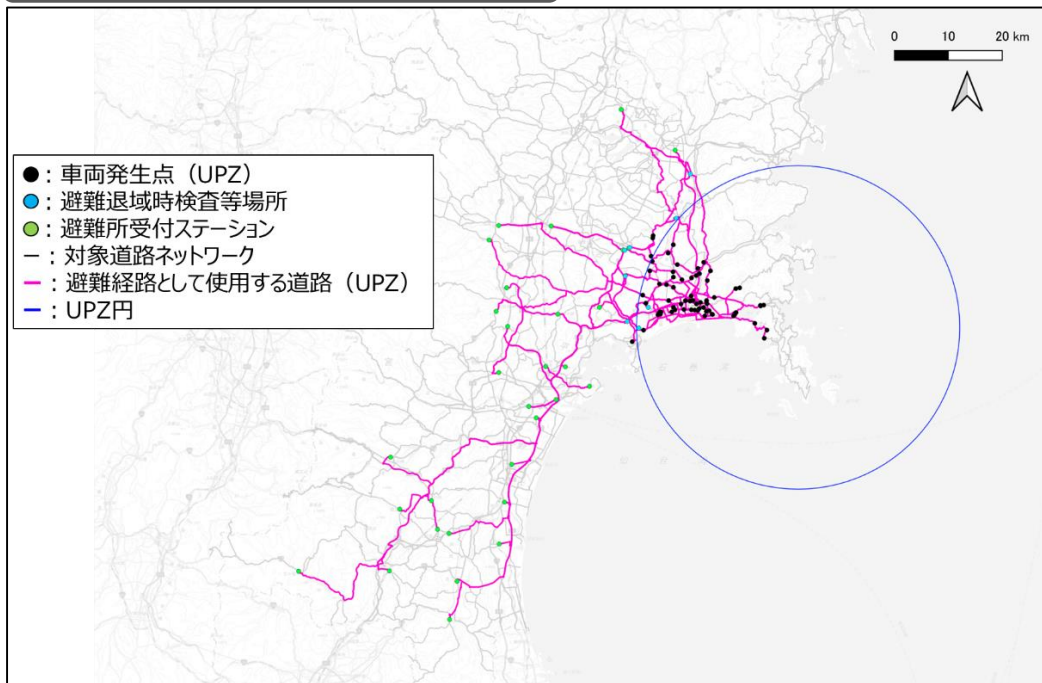 0 10 20 km
●：車両発生点（UPZ）
●：避難退域時検査等場所
●：避難所受付ステーション
ー：対象道路ネットワーク
ー：避難経路として使用する道路（UPZ）
ー：UPZ円